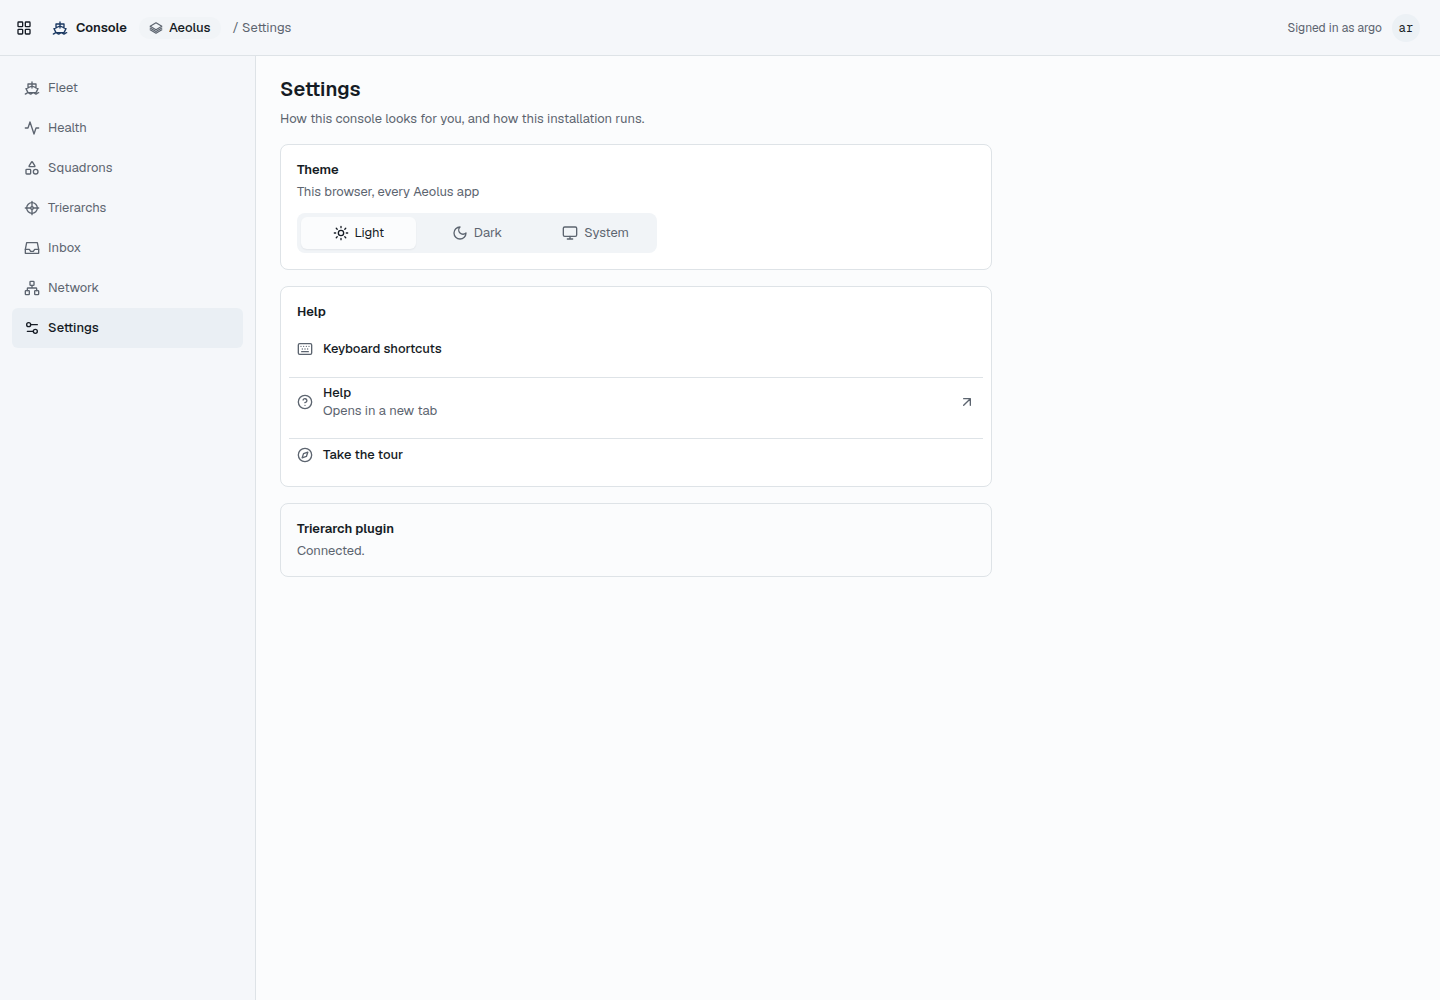 Console
Aeolus
/ Settings
Signed in as argo
ar
Fleet
Health
Squadrons
Trierarchs
Inbox
Network
Settings
Settings
How this console looks for you, and how this installation runs.
Theme
This browser, every Aeolus app
Light
Dark
System
Help
Keyboard shortcuts
Help
Opens in a new tab
Take the tour
Trierarch plugin
Connected.